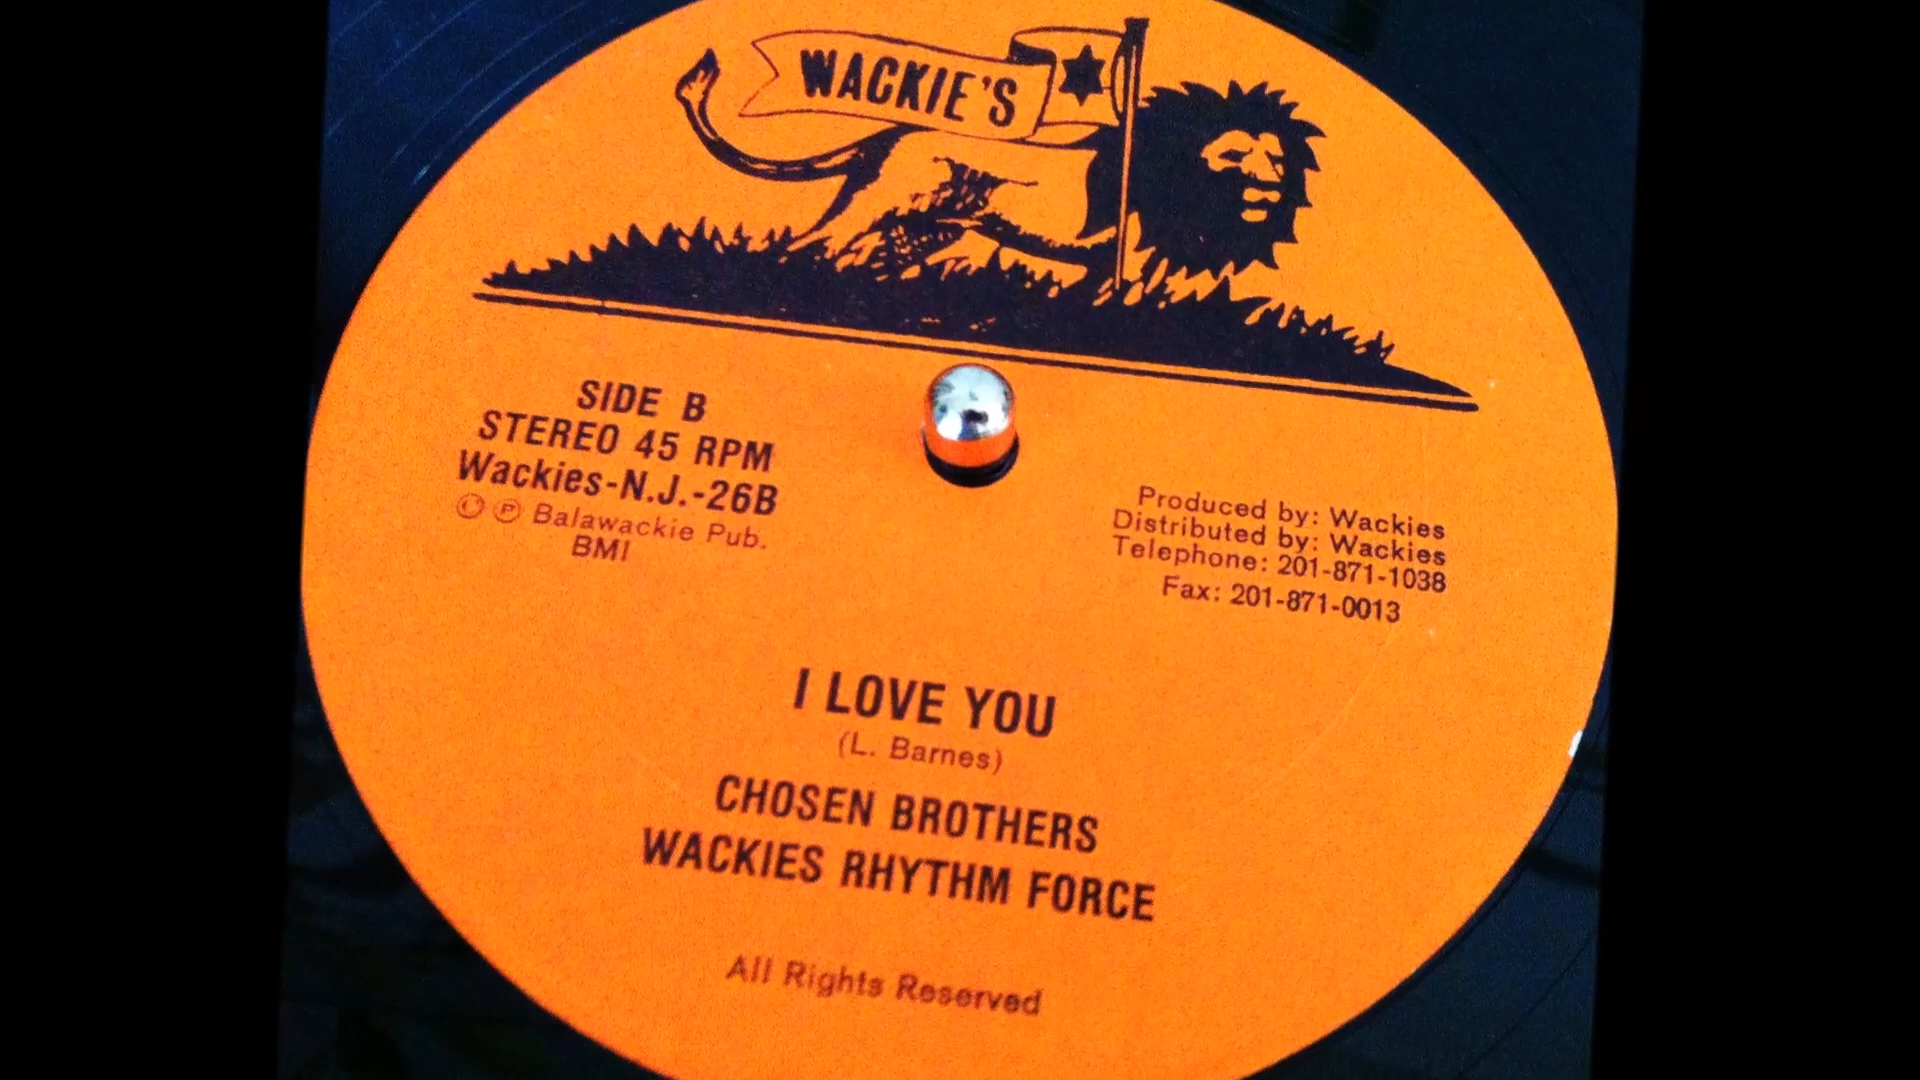 WACKIE'S
SIDE B
STEREO 45 RPM
Wackies-N.J.-26B
© ℗ Balawackie Pub.
BMI
Produced by: Wackies
Distributed by: Wackies
Telephone: 201-871-1038
Fax: 201-871-0013
I LOVE YOU
(L. Barnes)
CHOSEN BROTHERS
WACKIES RHYTHM FORCE
All Rights Reserved